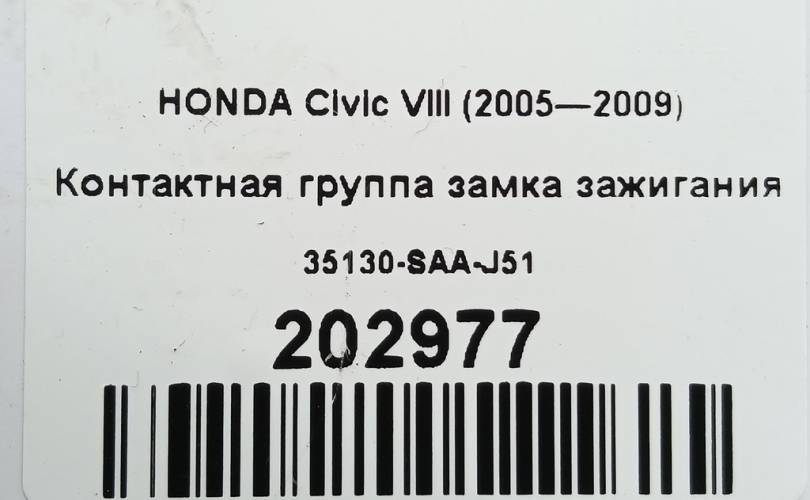 HONDA Civic VIII (2005—2009)
Контактная группа замка зажигания
35130-SAA-J51
202977